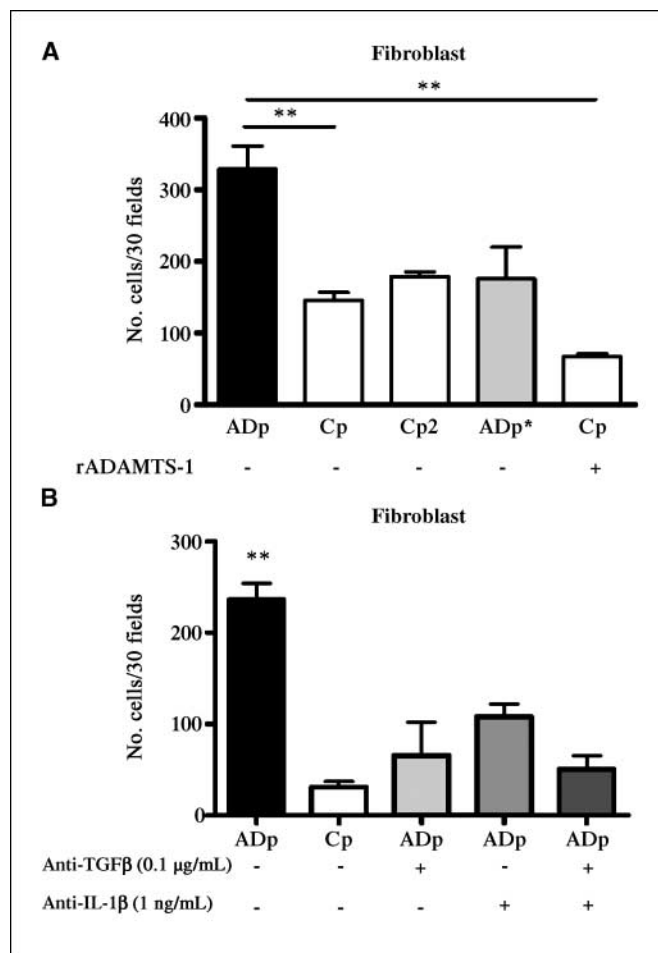 A
Fibroblast
**
**
400
300
200
100
0
No. cells/30 fields
ADp Cp Cp2 ADp* Cp
rADAMTS-1 - - - - +
B
Fibroblast
300
**
200
100
0
No. cells/30 fields
ADp Cp ADp ADp ADp
Anti-TGFβ (0.1 µg/mL) - - + - +
Anti-IL-1β (1 ng/mL) - - - + +